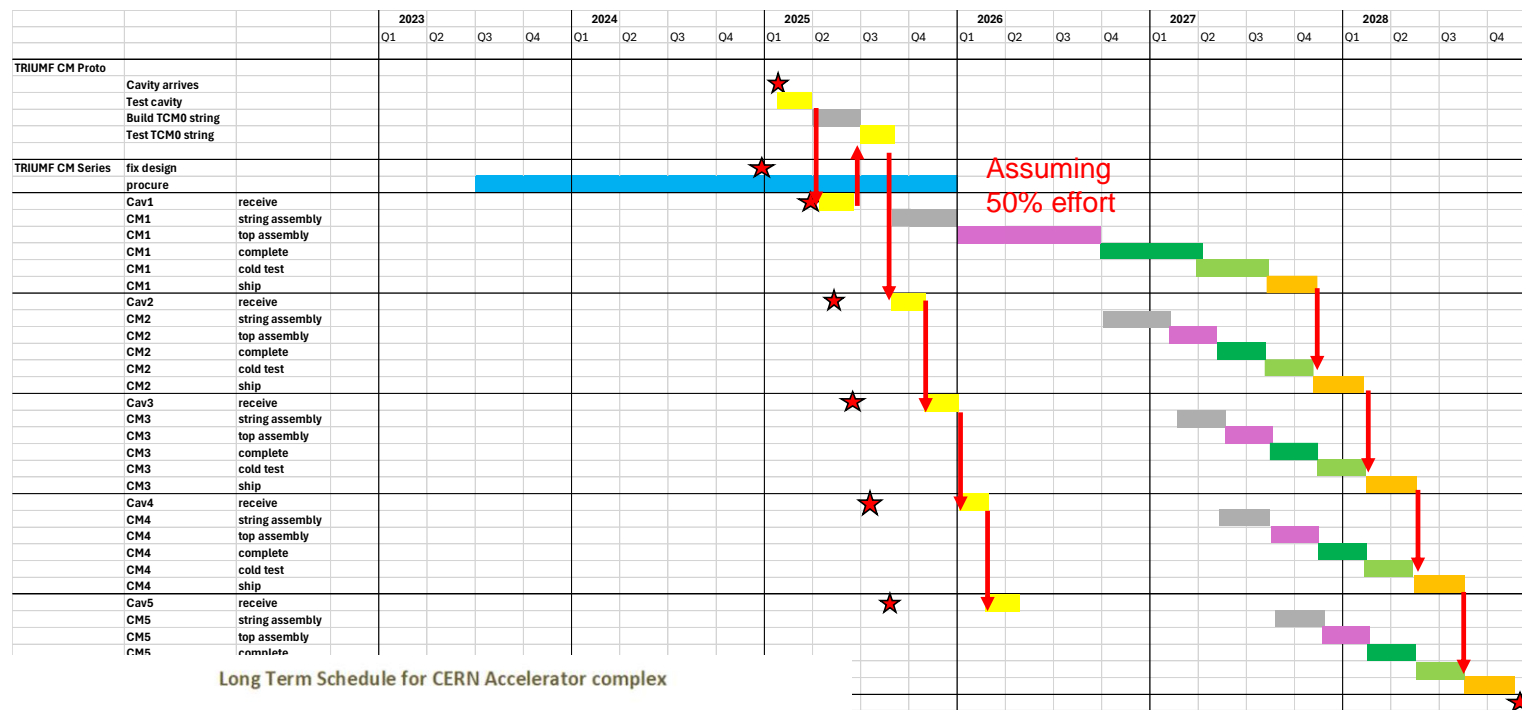 2023 2024 2025 2026 2027 2028
Q1 Q2 Q3 Q4 Q1 Q2 Q3 Q4 Q1 Q2 Q3 Q4 Q1 Q2 Q3 Q4 Q1 Q2 Q3 Q4 Q1 Q2 Q3 Q4
TRIUMF CM Proto
Cavity arrives
Test cavity
Build TCM0 string
Test TCM0 string
TRIUMF CM Series fix design
procure
Assuming
50% effort
Cav1 receive
CM1 string assembly
CM1 top assembly
CM1 complete
CM1 cold test
CM1 ship
Cav2 receive
CM2 string assembly
CM2 top assembly
CM2 complete
CM2 cold test
CM2 ship
Cav3 receive
CM3 string assembly
CM3 top assembly
CM3 complete
CM3 cold test
CM3 ship
Cav4 receive
CM4 string assembly
CM4 top assembly
CM4 complete
CM4 cold test
CM4 ship
Cav5 receive
CM5 string assembly
CM5 top assembly
CM5 complete
Long Term Schedule for CERN Accelerator complex